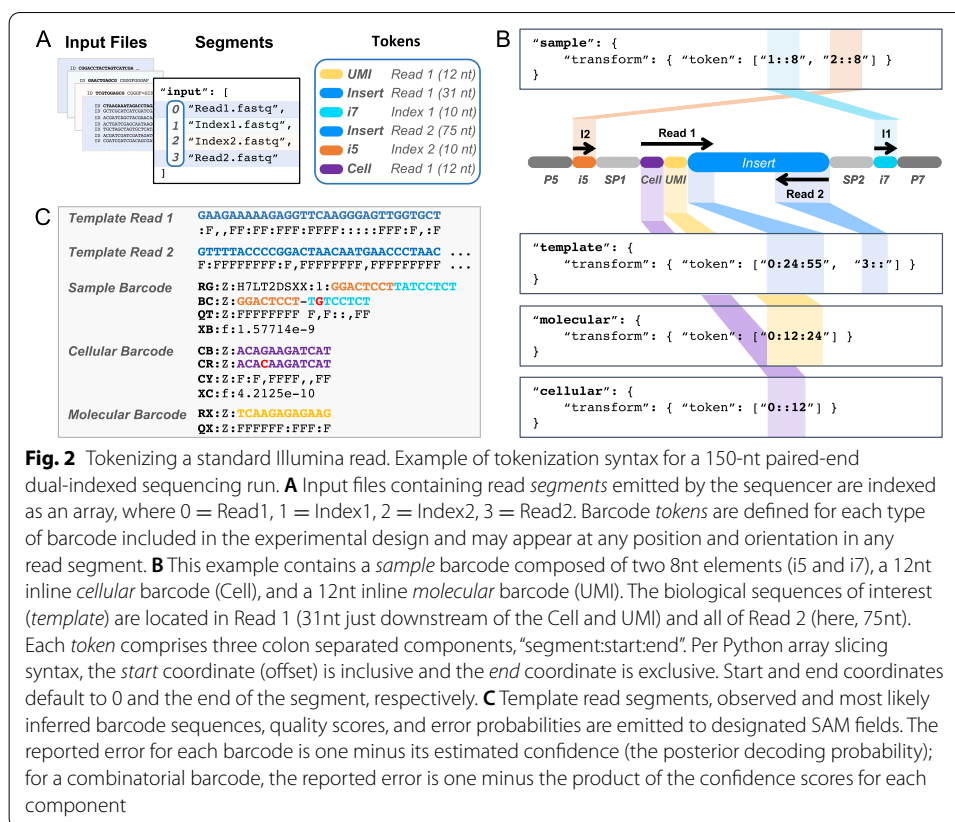 A
Input Files
Segments
Tokens
ID CGGACCTACTAGTCATCGA ...
ID GAACTGAGCG CGGGFGGGAF
ID TCGTGGAGCG
ID CTAAGAAATAGACCTAG
"input": [
0 "Read1.fastq",
1 "Index1.fastq",
2 "Index2.fastq",
3 "Read2.fastq"
]
UMI Read 1 (12 nt)
Insert Read 1 (31 nt)
i7 Index 1 (10 nt)
Insert Read 2 (75 nt)
i5 Index 2 (10 nt)
Cell Read 1 (12 nt)
B
"sample": {
"transform": { "token": ["1::8", "2::8"] }
}
I2
Read 1
I1
Insert
P5 i5 SP1 Cell UMI Read 2 SP2 i7 P7
"template": {
"transform": { "token": ["0:24:55", "3::"] }
}
"molecular": {
"transform": { "token": ["0:12:24"] }
}
"cellular": {
"transform": { "token": ["0::12"] }
}
C
Template Read 1 GAAGAAAAAGAGGTTCAAGGGAGTTGGTGCT
:F,,FF:FF:FFF:FFFF:::::FFF:F,:F
Template Read 2 GTTTTACCCCGGACTAACAATGAACCCTAAC ...
F:FFFFFFFF:F,FFFFFFFF,FFFFFFFFF ...
Sample Barcode RG:Z:H7LT2DSXX:1:GGACTCCTTATCCTCT
BC:Z:GGACTCCT-TGTCCTCT
QT:Z:FFFFFFFF F,F::,FF
XB:f:1.57714e-9
Cellular Barcode CB:Z:ACAGAAGATCAT
CR:Z:ACACAAGATCAT
CY:Z:F:F,FFFF,,FF
XC:f:4.2125e-10
Molecular Barcode RX:Z:TCAAGAGAGAAG
QX:Z:FFFFFF:FFF:F
Fig. 2 Tokenizing a standard Illumina read. Example of tokenization syntax for a 150-nt paired-end
dual-indexed sequencing run. A Input files containing read segments emitted by the sequencer are indexed
as an array, where 0 = Read1, 1 = Index1, 2 = Index2, 3 = Read2. Barcode tokens are defined for each type
of barcode included in the experimental design and may appear at any position and orientation in any
read segment. B This example contains a sample barcode composed of two 8nt elements (i5 and i7), a 12nt
inline cellular barcode (Cell), and a 12nt inline molecular barcode (UMI). The biological sequences of interest
(template) are located in Read 1 (31nt just downstream of the Cell and UMI) and all of Read 2 (here, 75nt).
Each token comprises three colon separated components, "segment:start:end". Per Python array slicing
syntax, the start coordinate (offset) is inclusive and the end coordinate is exclusive. Start and end coordinates
default to 0 and the end of the segment, respectively. C Template read segments, observed and most likely
inferred barcode sequences, quality scores, and error probabilities are emitted to designated SAM fields. The
reported error for each barcode is one minus its estimated confidence (the posterior decoding probability);
for a combinatorial barcode, the reported error is one minus the product of the confidence scores for each
component